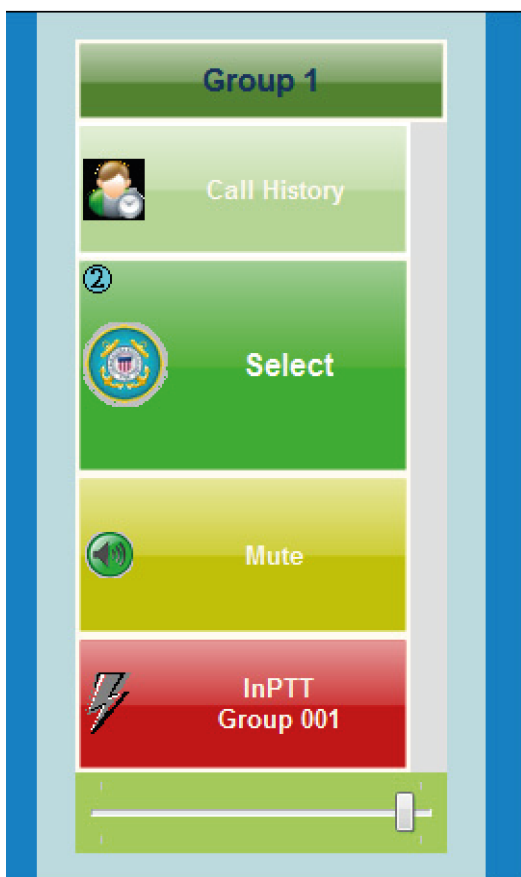 Group 1
Call History
②
Select
Mute
InPTT
Group 001